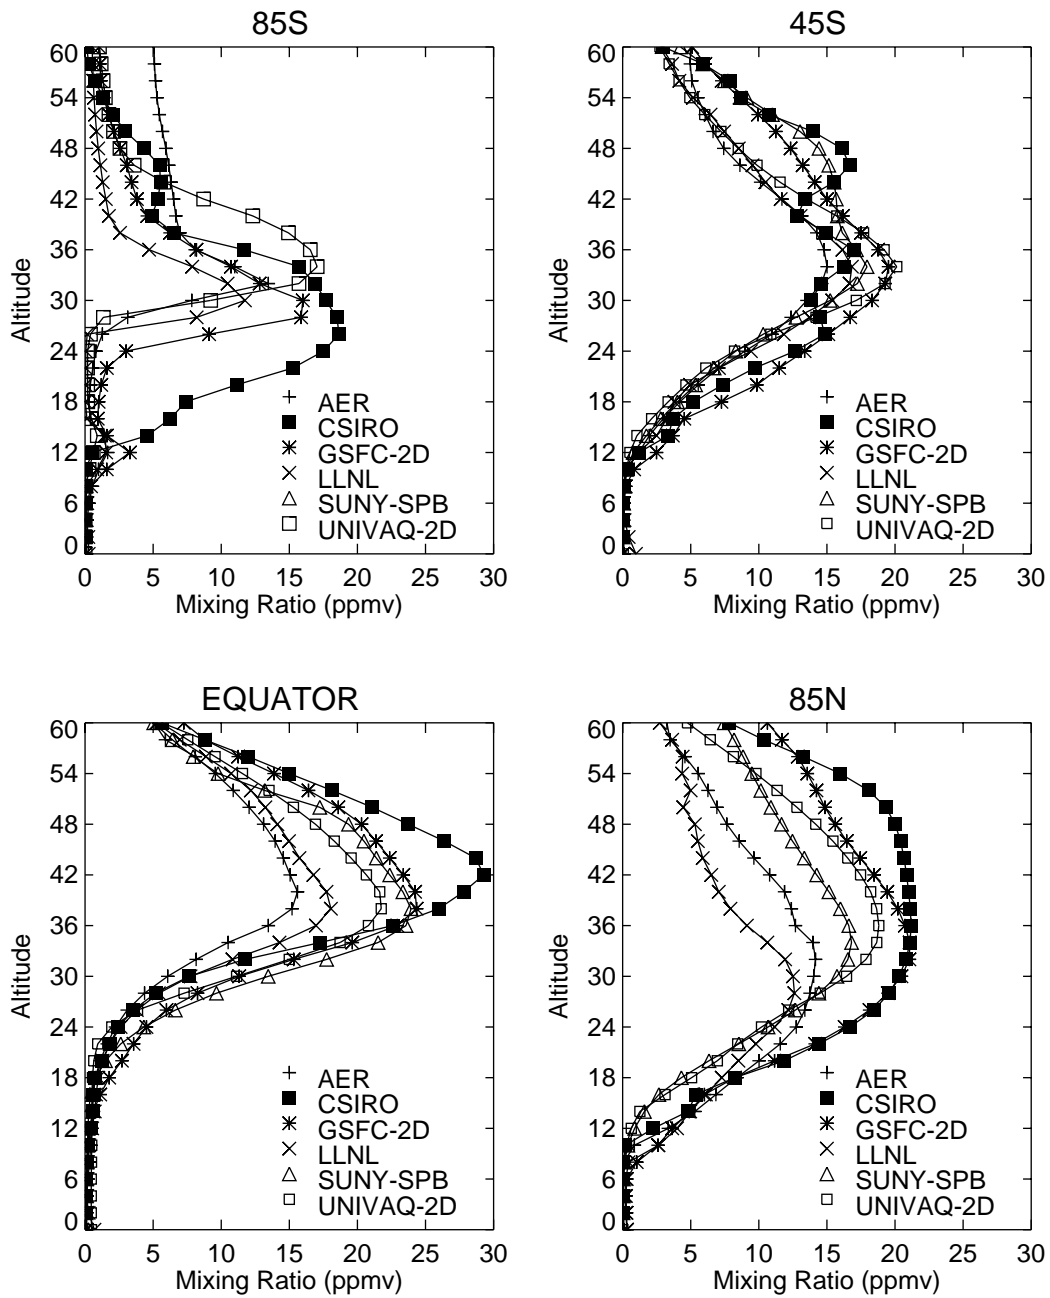 85S
60
54
48
42
36
30
24
18
12
6
0
Altitude
AER
CSIRO
GSFC-2D
LLNL
SUNY-SPB
UNIVAQ-2D
0 5 10 15 20 25 30
Mixing Ratio (ppmv)
45S
60
54
48
42
36
30
24
18
12
6
0
Altitude
AER
CSIRO
GSFC-2D
LLNL
SUNY-SPB
UNIVAQ-2D
0 5 10 15 20 25 30
Mixing Ratio (ppmv)
EQUATOR
60
54
48
42
36
30
24
18
12
6
0
Altitude
AER
CSIRO
GSFC-2D
LLNL
SUNY-SPB
UNIVAQ-2D
0 5 10 15 20 25 30
Mixing Ratio (ppmv)
85N
60
54
48
42
36
30
24
18
12
6
0
Altitude
AER
CSIRO
GSFC-2D
LLNL
SUNY-SPB
UNIVAQ-2D
0 5 10 15 20 25 30
Mixing Ratio (ppmv)